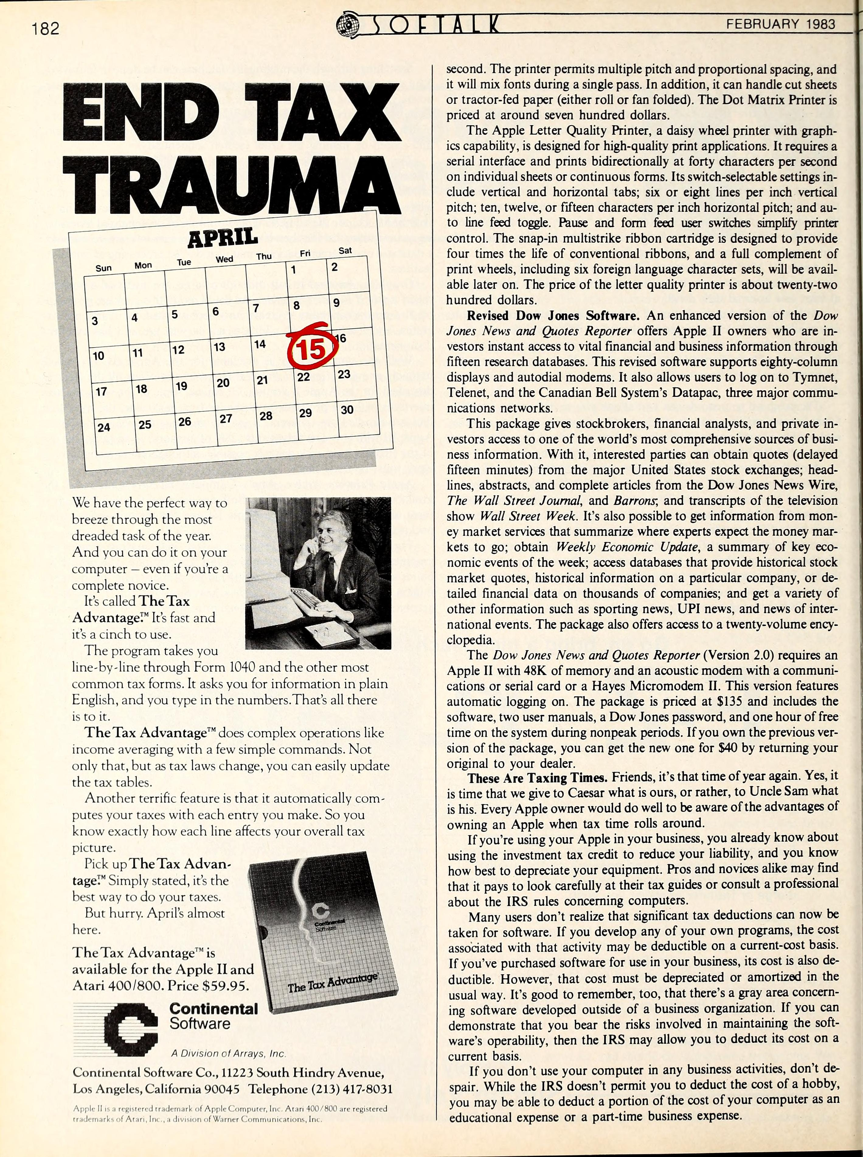 182
SOFTALK
FEBRUARY 1983
END TAX
TRAUMA
APRIL
Sun Mon Tue Wed Thu Fri Sat
1 2
3 4 5 6 7 8 9
10 11 12 13 14 15 16
17 18 19 20 21 22 23
24 25 26 27 28 29 30
We have the perfect way to
breeze through the most
dreaded task of the year.
And you can do it on your
computer – even if you're a
complete novice.
It's called The Tax
Advantage.™ It's fast and
it's a cinch to use.
The program takes you
line-by-line through Form 1040 and the other most
common tax forms. It asks you for information in plain
English, and you type in the numbers. That's all there
is to it.
The Tax Advantage™ does complex operations like
income averaging with a few simple commands. Not
only that, but as tax laws change, you can easily update
the tax tables.
Another terrific feature is that it automatically com-
putes your taxes with each entry you make. So you
know exactly how each line affects your overall tax
picture.
Pick up The Tax Advan-
tage.™ Simply stated, it's the
best way to do your taxes.
But hurry. April's almost
here.
The Tax Advantage™ is
available for the Apple II and
Atari 400/800. Price $59.95.
Continental
Software
The Tax Advantage
Continental
Software
A Division of Arrays, Inc.
Continental Software Co., 11223 South Hindry Avenue,
Los Angeles, California 90045 Telephone (213) 417-8031
Apple II is a registered trademark of Apple Computer, Inc. Atari 400/800 are registered
trademarks of Atari, Inc., a division of Warner Communications, Inc.
second. The printer permits multiple pitch and proportional spacing, and
it will mix fonts during a single pass. In addition, it can handle cut sheets
or tractor-fed paper (either roll or fan folded). The Dot Matrix Printer is
priced at around seven hundred dollars.
The Apple Letter Quality Printer, a daisy wheel printer with graph-
ics capability, is designed for high-quality print applications. It requires a
serial interface and prints bidirectionally at forty characters per second
on individual sheets or continuous forms. Its switch-selectable settings in-
clude vertical and horizontal tabs; six or eight lines per inch vertical
pitch; ten, twelve, or fifteen characters per inch horizontal pitch; and au-
to line feed toggle. Pause and form feed user switches simplify printer
control. The snap-in multistrike ribbon cartridge is designed to provide
four times the life of conventional ribbons, and a full complement of
print wheels, including six foreign language character sets, will be avail-
able later on. The price of the letter quality printer is about twenty-two
hundred dollars.
Revised Dow Jones Software. An enhanced version of the Dow
Jones News and Quotes Reporter offers Apple II owners who are in-
vestors instant access to vital financial and business information through
fifteen research databases. This revised software supports eighty-column
displays and autodial modems. It also allows users to log on to Tymnet,
Telenet, and the Canadian Bell System's Datapac, three major commu-
nications networks.
This package gives stockbrokers, financial analysts, and private in-
vestors access to one of the world's most comprehensive sources of busi-
ness information. With it, interested parties can obtain quotes (delayed
fifteen minutes) from the major United States stock exchanges; head-
lines, abstracts, and complete articles from the Dow Jones News Wire,
The Wall Street Journal, and Barrons; and transcripts of the television
show Wall Street Week. It's also possible to get information from mon-
ey market services that summarize where experts expect the money mar-
kets to go; obtain Weekly Economic Update, a summary of key eco-
nomic events of the week; access databases that provide historical stock
market quotes, historical information on a particular company, or de-
tailed financial data on thousands of companies; and get a variety of
other information such as sporting news, UPI news, and news of inter-
national events. The package also offers access to a twenty-volume ency-
clopedia.
The Dow Jones News and Quotes Reporter (Version 2.0) requires an
Apple II with 48K of memory and an acoustic modem with a communi-
cations or serial card or a Hayes Micromodem II. This version features
automatic logging on. The package is priced at $135 and includes the
software, two user manuals, a Dow Jones password, and one hour of free
time on the system during nonpeak periods. If you own the previous ver-
sion of the package, you can get the new one for $40 by returning your
original to your dealer.
These Are Taxing Times. Friends, it's that time of year again. Yes, it
is time that we give to Caesar what is ours, or rather, to Uncle Sam what
is his. Every Apple owner would do well to be aware of the advantages of
owning an Apple when tax time rolls around.
If you're using your Apple in your business, you already know about
using the investment tax credit to reduce your liability, and you know
how best to depreciate your equipment. Pros and novices alike may find
that it pays to look carefully at their tax guides or consult a professional
about the IRS rules concerning computers.
Many users don't realize that significant tax deductions can now be
taken for software. If you develop any of your own programs, the cost
associated with that activity may be deductible on a current-cost basis.
If you've purchased software for use in your business, its cost is also de-
ductible. However, that cost must be depreciated or amortized in the
usual way. It's good to remember, too, that there's a gray area concern-
ing software developed outside of a business organization. If you can
demonstrate that you bear the risks involved in maintaining the soft-
ware's operability, then the IRS may allow you to deduct its cost on a
current basis.
If you don't use your computer in any business activities, don't de-
spair. While the IRS doesn't permit you to deduct the cost of a hobby,
you may be able to deduct a portion of the cost of your computer as an
educational expense or a part-time business expense.